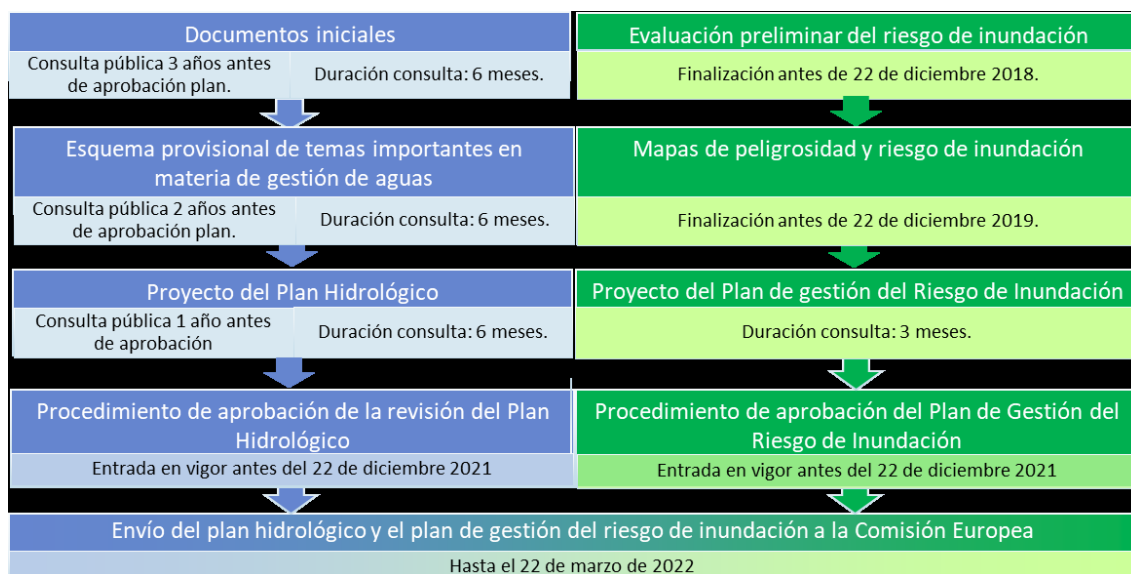 Documentos iniciales
Consulta pública 3 años antes
de aprobación plan.
Duración consulta: 6 meses.
Esquema provisional de temas importantes en
materia de gestión de aguas
Consulta pública 2 años antes
de aprobación plan.
Duración consulta: 6 meses.
Proyecto del Plan Hidrológico
Consulta pública 1 año antes
de aprobación
Duración consulta: 6 meses.
Procedimiento de aprobación de la revisión del Plan
Hidrológico
Entrada en vigor antes del 22 de diciembre 2021
Evaluación preliminar del riesgo de inundación
Finalización antes de 22 de diciembre 2018.
Mapas de peligrosidad y riesgo de inundación
Finalización antes de 22 de diciembre 2019.
Proyecto del Plan de gestión del Riesgo de Inundación
Duración consulta: 3 meses.
Procedimiento de aprobación del Plan de Gestión del
Riesgo de Inundación
Entrada en vigor antes del 22 de diciembre 2021
Envío del plan hidrológico y el plan de gestión del riesgo de inundación a la Comisión Europea
Hasta el 22 de marzo de 2022